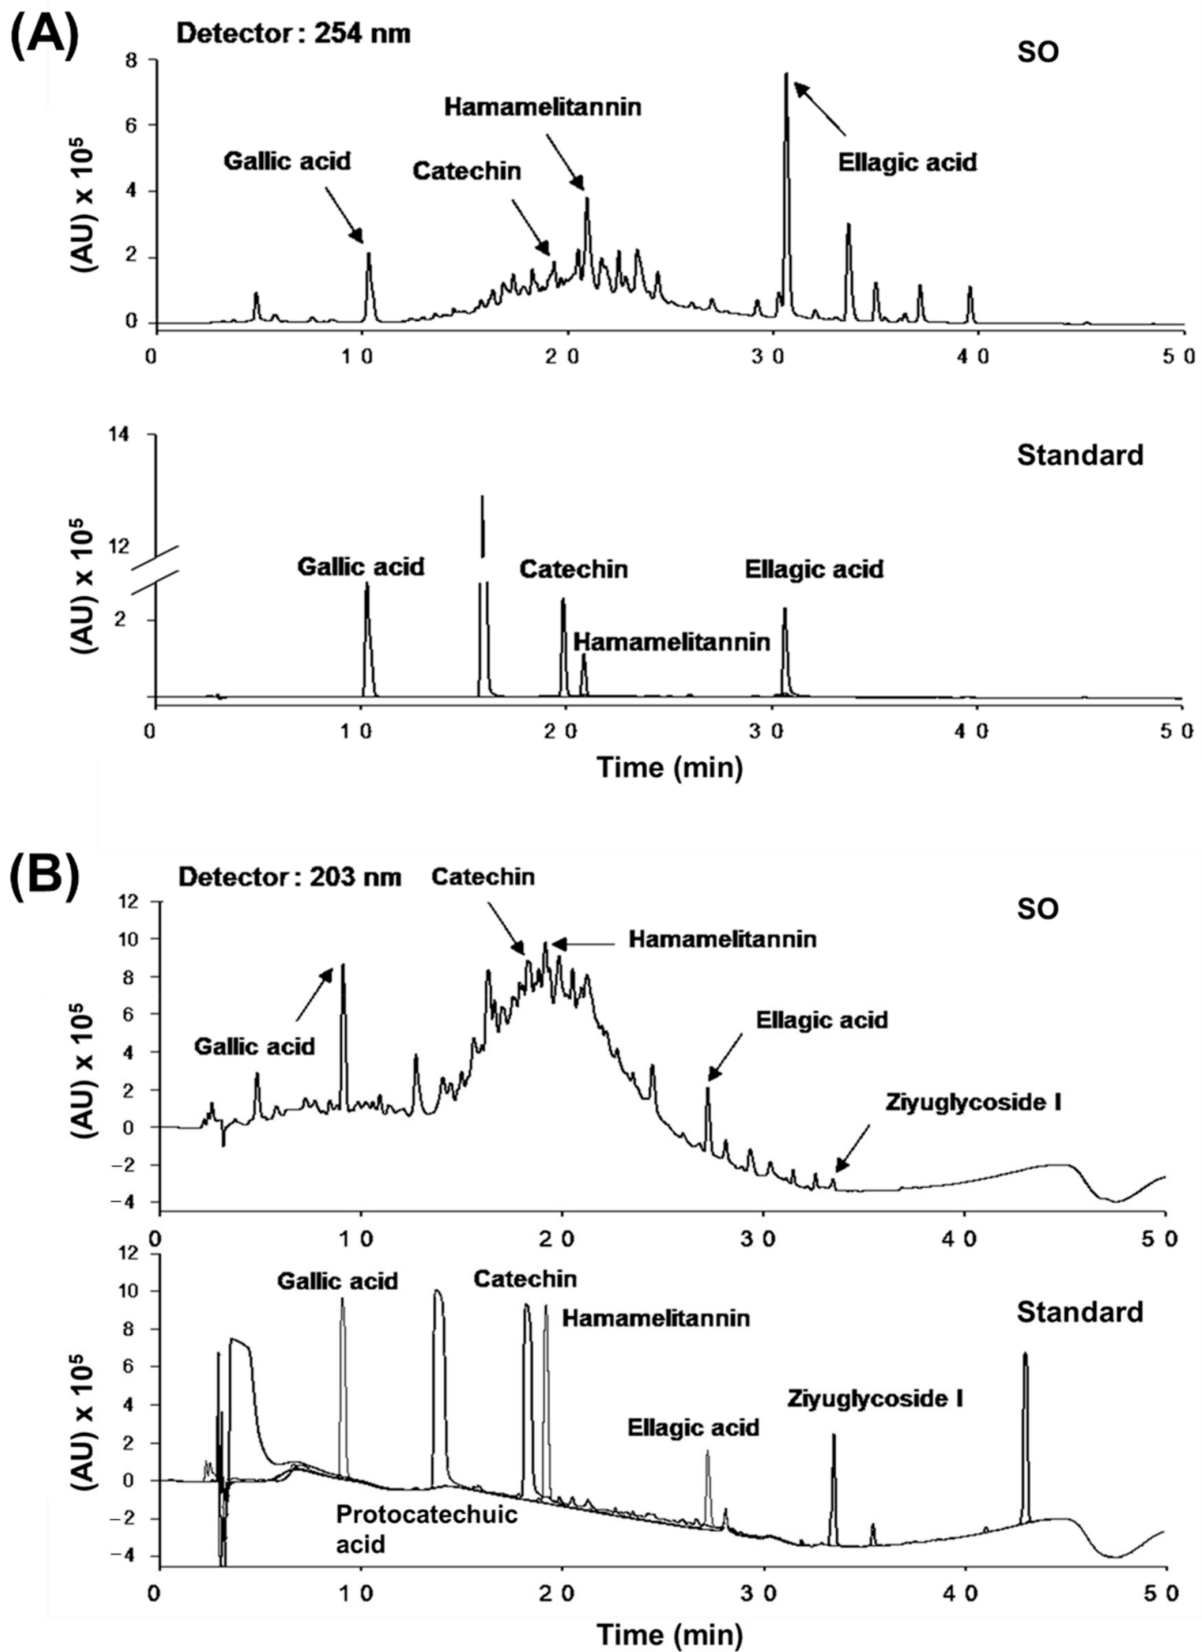 (A)
Detector : 254 nm
SO
Hamamelitannin
Gallic acid
Catechin
Ellagic acid
(AU) x 10⁵
8
6
4
2
0
0 10 20 30 40 50
Standard
14
12
2
(AU) x 10⁵
Gallic acid
Catechin
Ellagic acid
Hamamelitannin
0 10 20 30 40 50
Time (min)
(B)
Detector : 203 nm
Catechin
SO
Hamamelitannin
Gallic acid
Ellagic acid
Ziyuglycoside I
(AU) x 10⁵
12
10
8
6
4
2
0
−2
−4
0 10 20 30 40 50
12
10
8
6
4
2
0
−2
−4
(AU) x 10⁵
Gallic acid
Catechin
Hamamelitannin
Standard
Ziyuglycoside I
Ellagic acid
Protocatechuic
acid
0 10 20 30 40 50
Time (min)